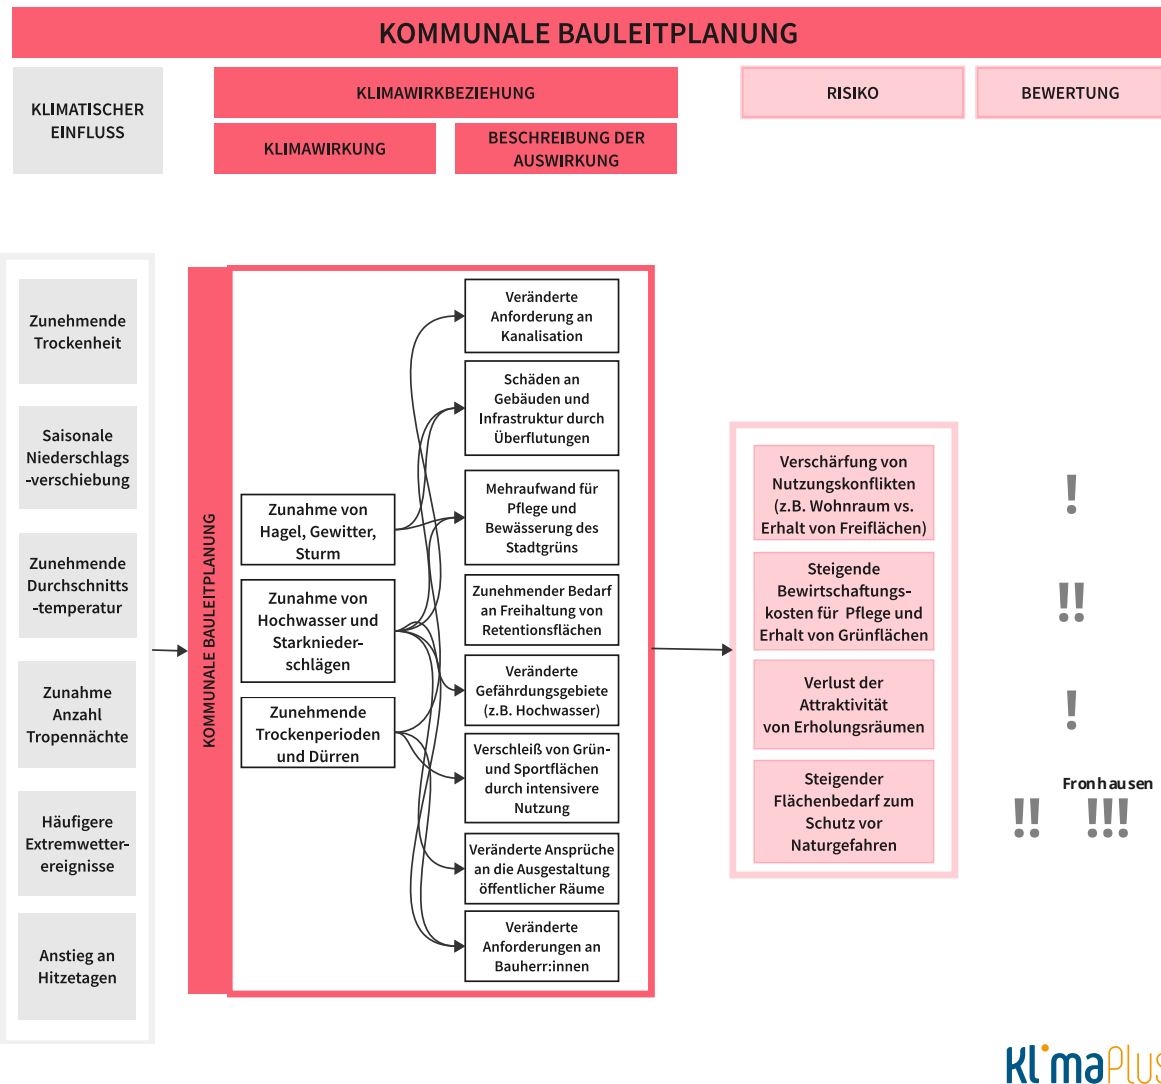 KOMMUNALE BAULEITPLANUNG
KLIMATISCHER
EINFLUSS
KLIMAWIRKBEZIEHUNG
RISIKO
BEWERTUNG
KLIMAWIRKUNG
BESCHREIBUNG DER
AUSWIRKUNG
Zunehmende
Trockenheit
Saisonale
Niederschlags
-verschiebung
Zunehmende
Durchschnitts
-temperatur
Zunahme
Anzahl
Tropennächte
Häufigere
Extremwetter-
ereignisse
Anstieg an
Hitzetagen
KOMMUNALE BAULEITPLANUNG
Zunahme von
Hagel, Gewitter,
Sturm
Zunahme von
Hochwasser und
Starknieder-
schlägen
Zunehmende
Trockenperioden
und Dürren
Veränderte
Anforderung an
Kanalisation
Schäden an
Gebäuden und
Infrastruktur durch
Überflutungen
Mehraufwand für
Pflege und
Bewässerung des
Stadtgrüns
Zunehmender Bedarf
an Freihaltung von
Retentionsflächen
Veränderte
Gefährdungsgebiete
(z.B. Hochwasser)
Verschleiß von Grün-
und Sportflächen
durch intensivere
Nutzung
Veränderte Ansprüche
an die Ausgestaltung
öffentlicher Räume
Veränderte
Anforderungen an
Bauherr:innen
Verschärfung von
Nutzungskonflikten
(z.B. Wohnraum vs.
Erhalt von Freiflächen)
!
Steigende
Bewirtschaftungs-
kosten für Pflege und
Erhalt von Grünflächen
!!
Verlust der
Attraktivität
von Erholungsräumen
!
Steigender
Flächenbedarf zum
Schutz vor
Naturgefahren
Fronhausen
!! !!!
KlimaPlus